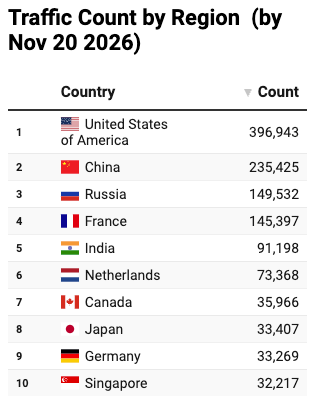 Traffic Count by Region (by
Nov 20 2026)
Country ▼ Count
1 United States
of America 396,943
2 China 235,425
3 Russia 149,532
4 France 145,397
5 India 91,198
6 Netherlands 73,368
7 Canada 35,966
8 Japan 33,407
9 Germany 33,269
10 Singapore 32,217